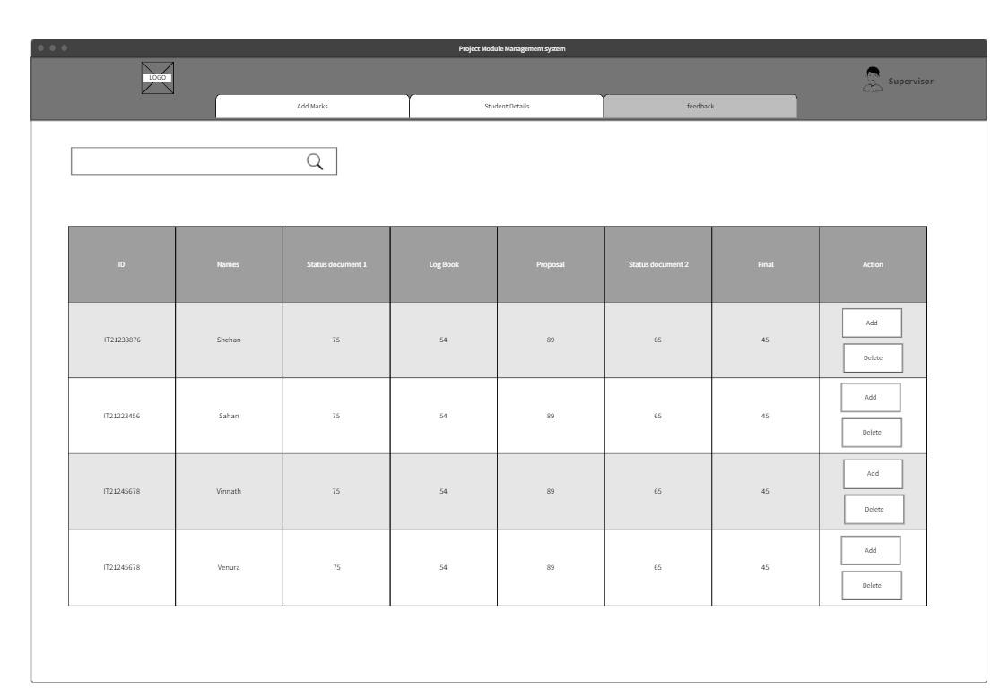 Project Module Management system
LOGO
Supervisor
Add Marks Student Details feedback
ID Names Status document 1 Log Book Proposal Status document 2 Final Action
IT21233876 Shehan 75 54 89 65 45 Add
Delete
IT21223456 Sahan 75 54 89 65 45 Add
Delete
IT21245678 Vinnath 75 54 89 65 45 Add
Delete
IT21245678 Venura 75 54 89 65 45 Add
Delete